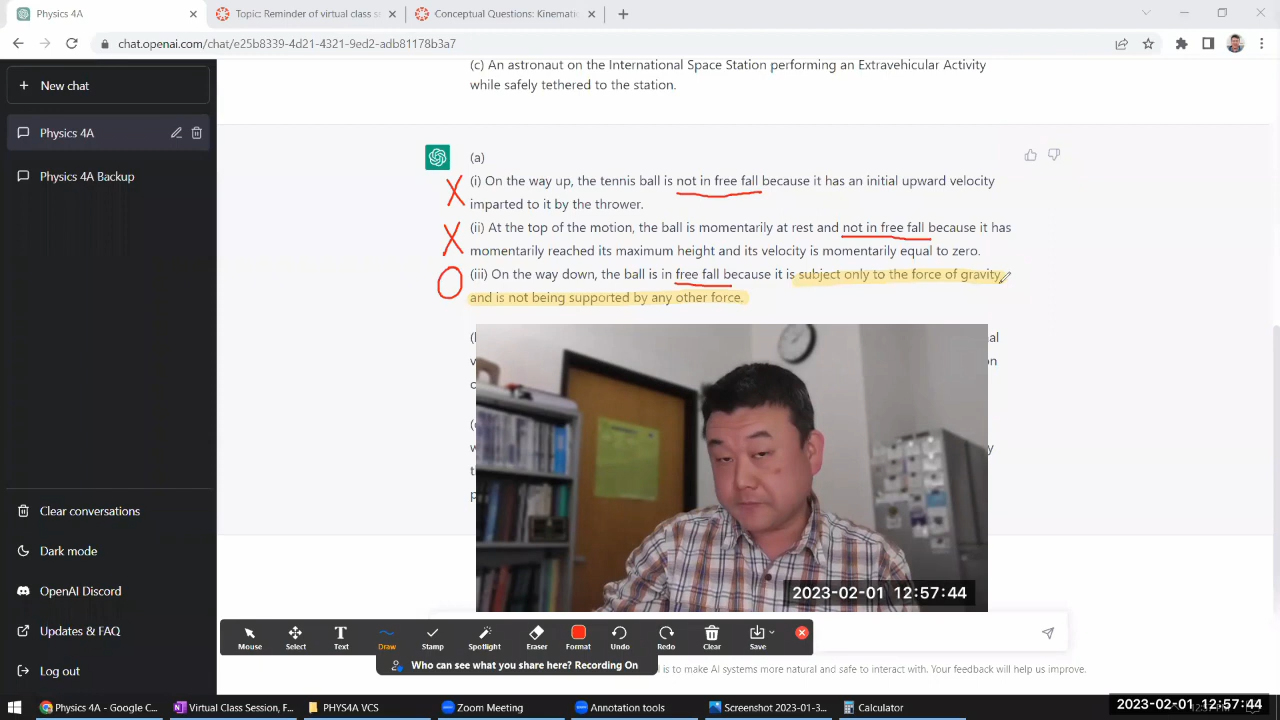 Physics 4A
Topic: Reminder of virtual class se
Conceptual Questions: Kinematic
chat.openai.com/chat/e25b8339-4d21-4321-9ed2-adb81178b3a7
New chat
Physics 4A
Physics 4A Backup
Clear conversations
Dark mode
OpenAI Discord
Updates & FAQ
Log out
(c) An astronaut on the International Space Station performing an Extravehicular Activity
while safely tethered to the station.
(a)
X (i) On the way up, the tennis ball is not in free fall because it has an initial upward velocity
imparted to it by the thrower.
X (ii) At the top of the motion, the ball is momentarily at rest and not in free fall because it has
momentarily reached its maximum height and its velocity is momentarily equal to zero.
O (iii) On the way down, the ball is in free fall because it is subject only to the force of gravity
and is not being supported by any other force.
2023-02-01 12:57:44
Mouse
Select
Text
Draw
Stamp
Spotlight
Eraser
Format
Undo
Redo
Clear
Save
Who can see what you share here? Recording On
is to make AI systems more natural and safe to interact with. Your feedback will help us improve.
Physics 4A - Google C...
Virtual Class Session, F...
PHYS4A VCS
Zoom Meeting
Annotation tools
Screenshot 2022-01-3...
Calculator
2023-02-01 12:57:44